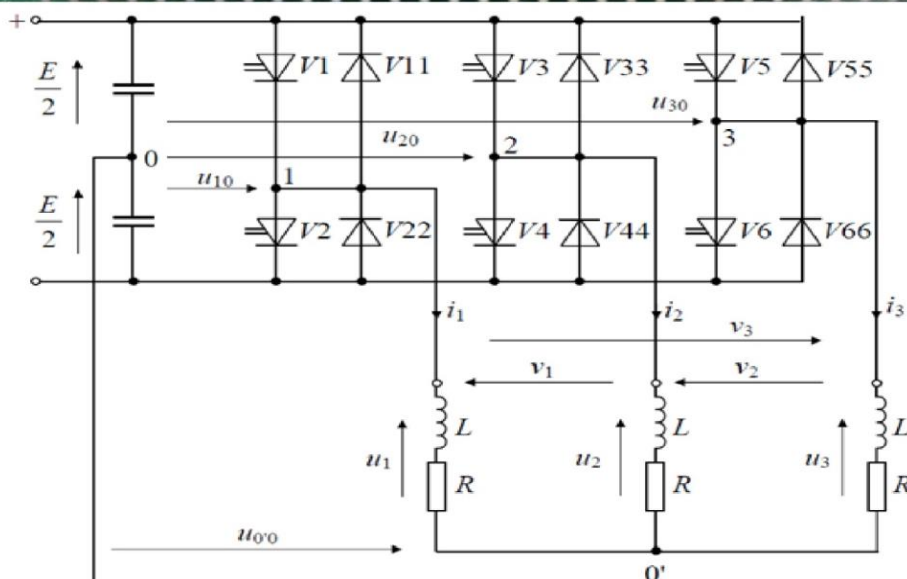 +
E/2
V1 V11 V3 V33 V5 V55
u30
u20
3
2
0
u10
1
E/2
V2 V22 V4 V44 V6 V66
i1 i2 i3
v3
v1 v2
L L L
u1 u2 u3
R R R
u0'0
0'